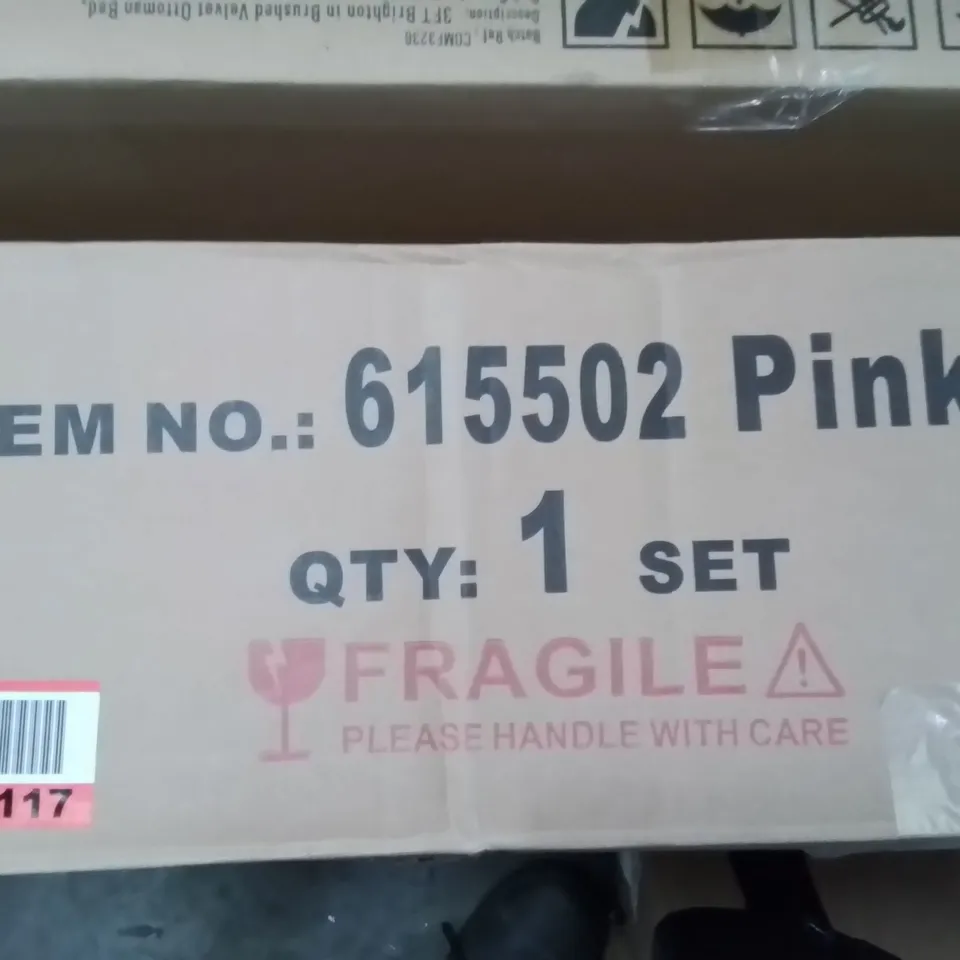 Batch Ref: COMF3230
Description: 3FT Brighton in Brushed Velvet Ottoman Bed,
EM NO.: 615502 Pink
QTY: 1 SET
FRAGILE
PLEASE HANDLE WITH CARE
117